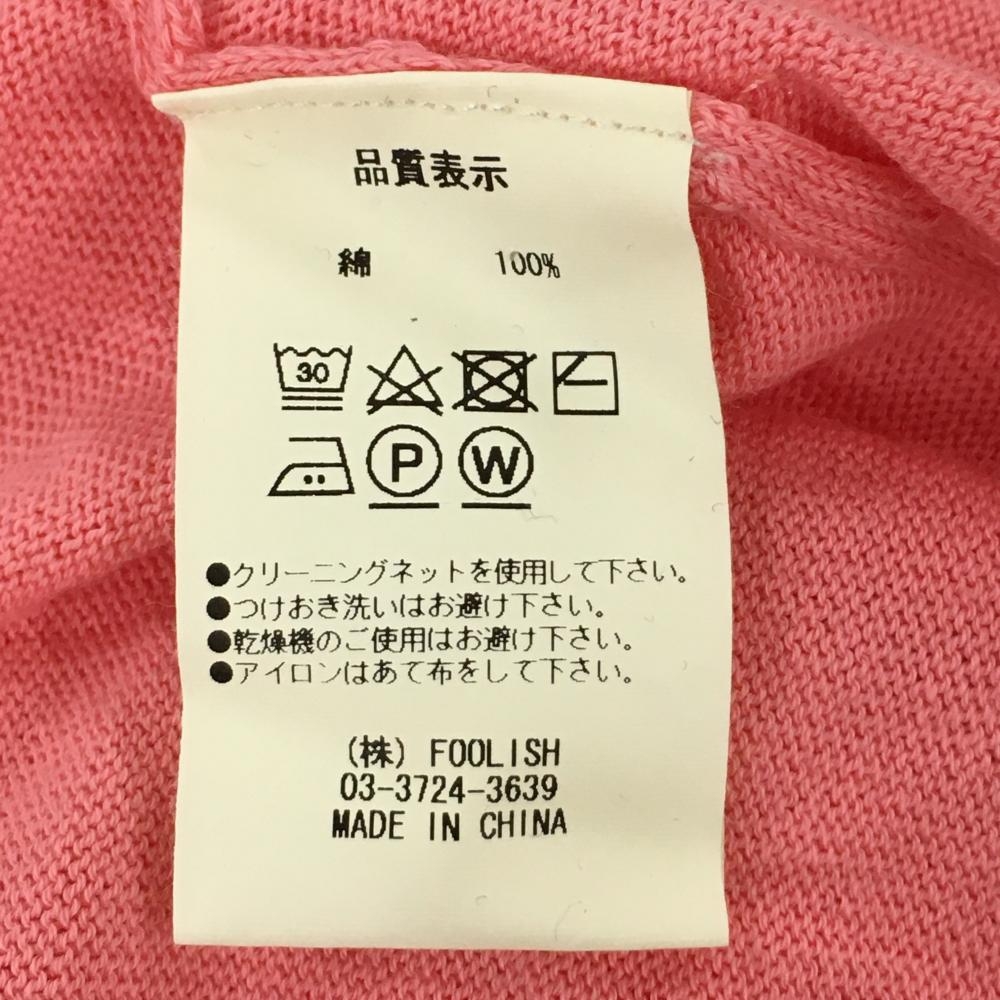 品質表示
綿 100%
30
P W
●クリーニングネットを使用して下さい。
●つけおき洗いはお避け下さい。
●乾燥機のご使用はお避け下さい。
●アイロンはあて布をして下さい。
(株) FOOLISH
03-3724-3639
MADE IN CHINA